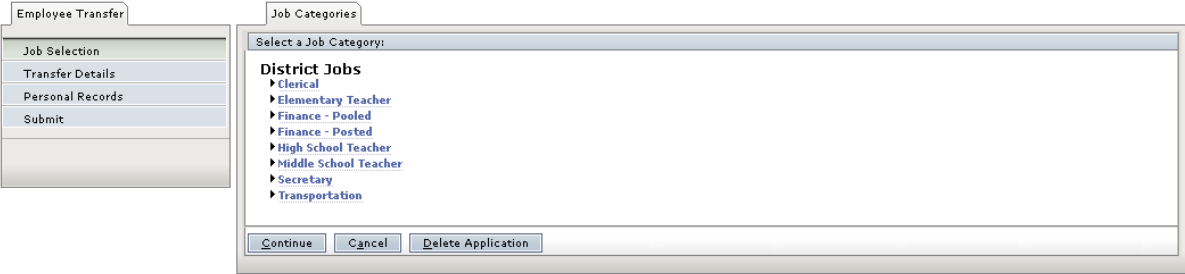 Employee Transfer
Job Selection
Transfer Details
Personal Records
Submit
Job Categories
Select a Job Category:
District Jobs
Clerical
Elementary Teacher
Finance - Pooled
Finance - Posted
High School Teacher
Middle School Teacher
Secretary
Transportation
Continue Cancel Delete Application